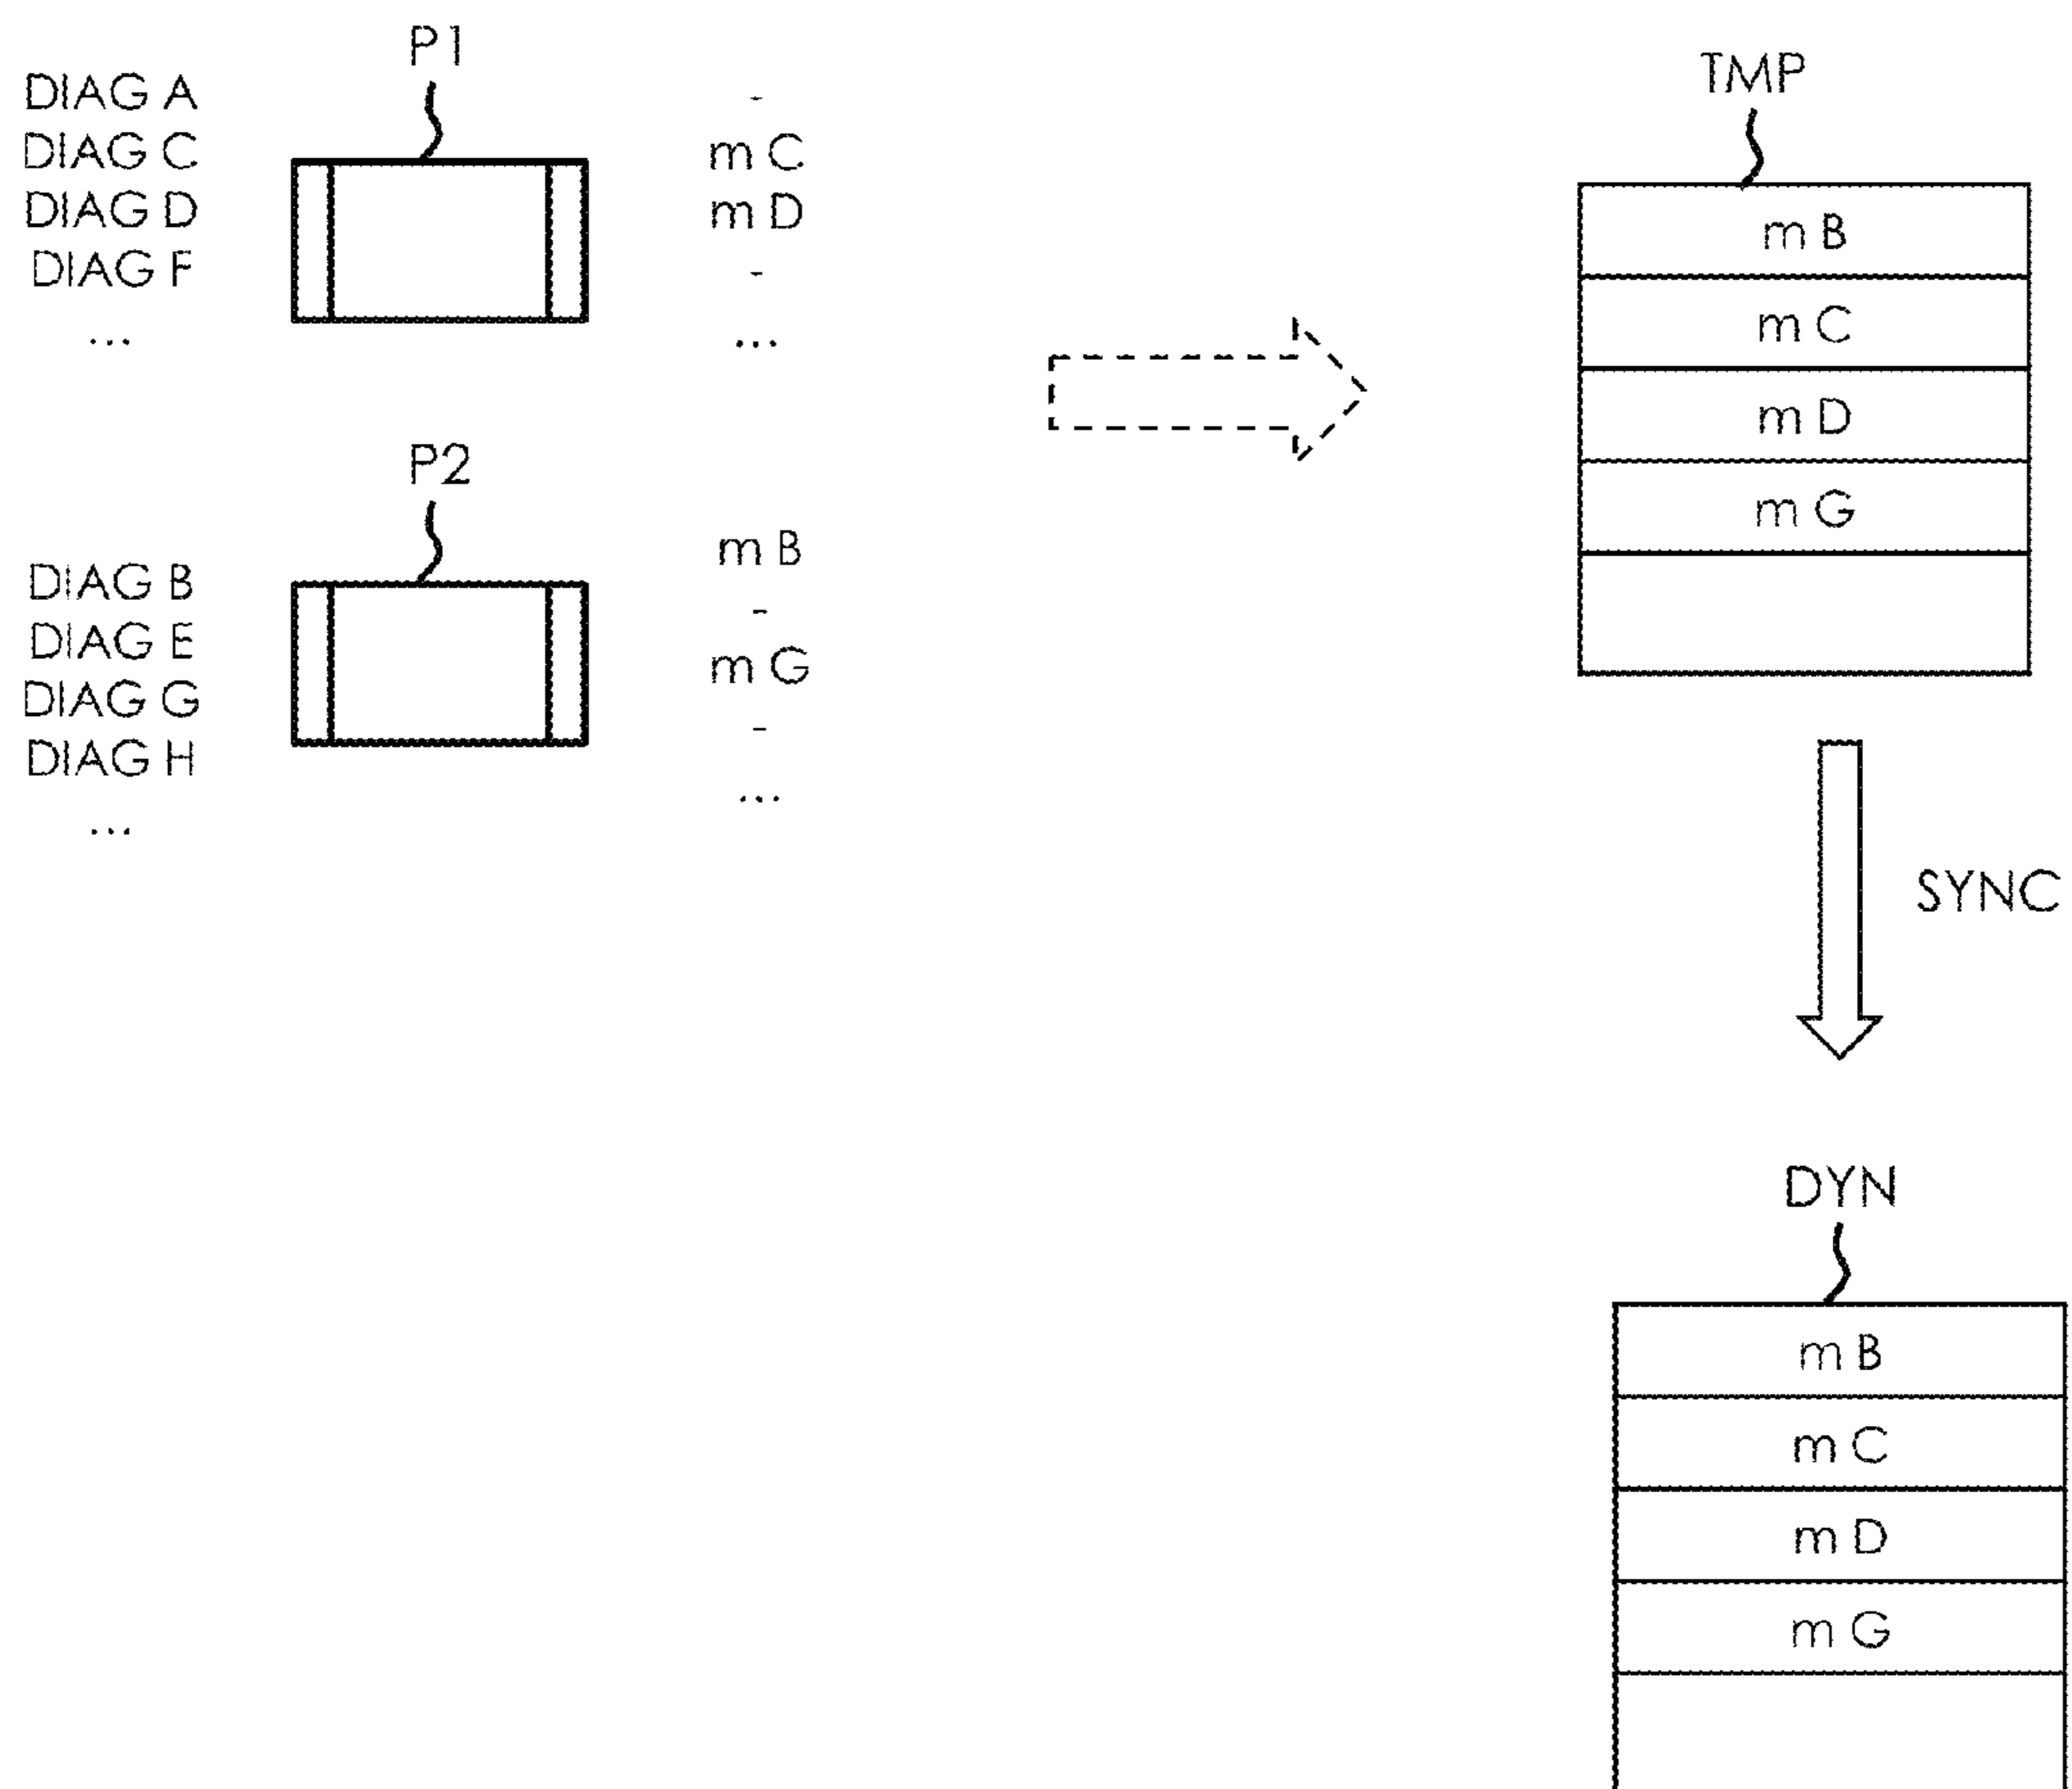 P1
DIAG A
DIAG C
DIAG D
DIAG F
...
-
m C
m D
-
...
P2
DIAG B
DIAG E
DIAG G
DIAG H
...
m B
-
m G
-
...
TMP
m B
m C
m D
m G
SYNC
DYN
m B
m C
m D
m G